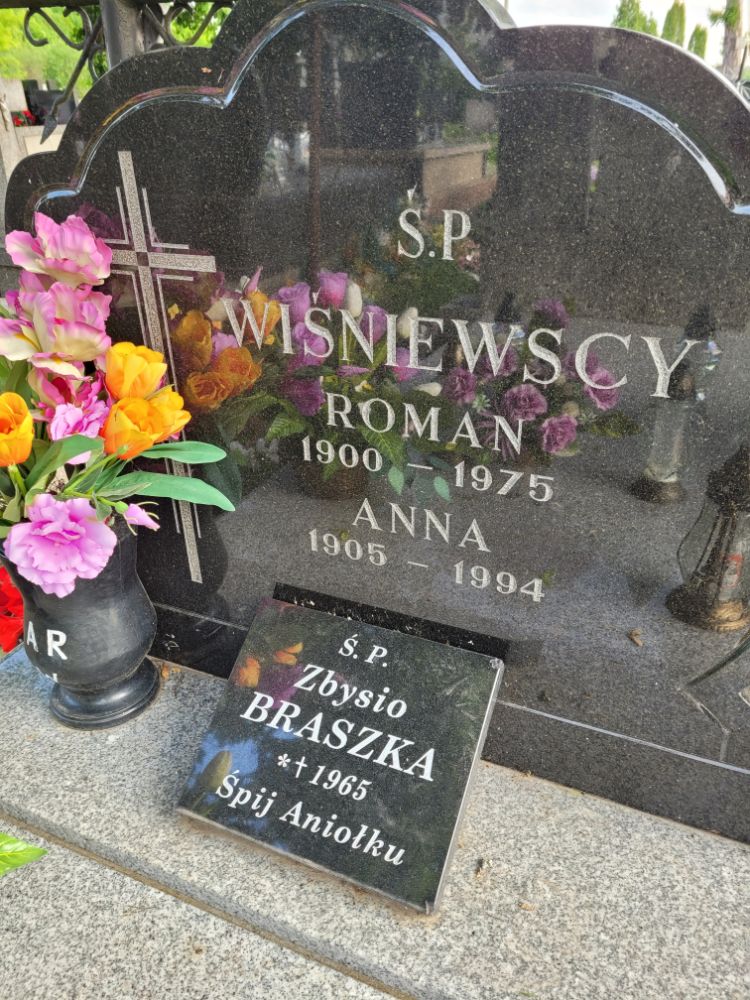 Ś.P.
WIŚNIEWSCY
ROMAN
1900 – 1975
ANNA
1905 – 1994
Ś. P.
Zbysio
BRASZKA
*†1965
Śpij Aniołku
AR